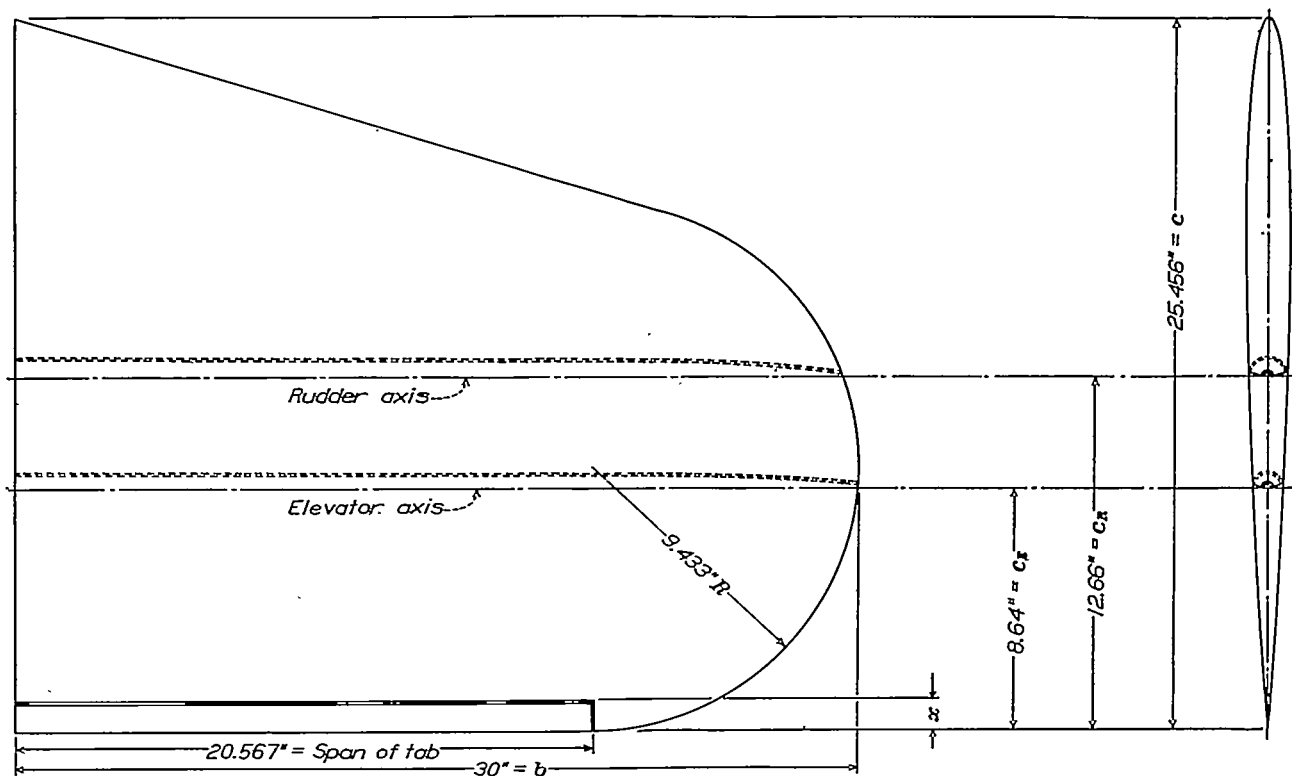 Rudder axis
Elevator axis
9.433" R
25.456" = c
12.66" = cR
8.64" = cE
x
20.567" = Span of tab
30" = b